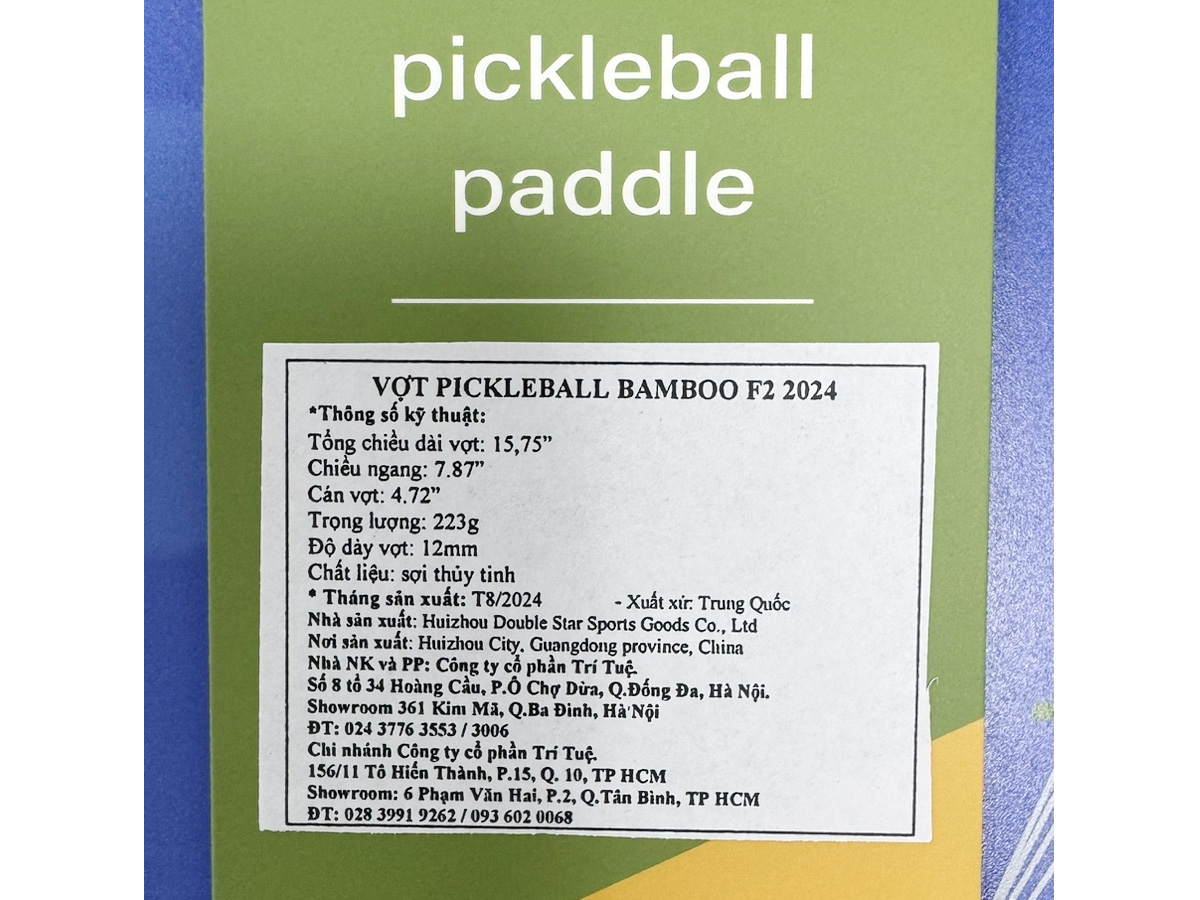 pickleball
paddle
VỢT PICKLEBALL BAMBOO F2 2024
*Thông số kỹ thuật:
Tổng chiều dài vợt: 15,75”
Chiều ngang: 7.87”
Cán vợt: 4.72”
Trọng lượng: 223g
Độ dày vợt: 12mm
Chất liệu: sợi thủy tinh
* Tháng sản xuất: T8/2024 - Xuất xứ: Trung Quốc
Nhà sản xuất: Huizhou Double Star Sports Goods Co., Ltd
Nơi sản xuất: Huizhou City, Guangdong province, China
Nhà NK và PP: Công ty cổ phần Trí Tuệ.
Số 8 tổ 34 Hoàng Cầu, P.Ô Chợ Dừa, Q.Đống Đa, Hà Nội.
Showroom 361 Kim Mã, Q.Ba Đình, Hà Nội
ĐT: 024 3776 3553 / 3006
Chi nhánh Công ty cổ phần Trí Tuệ.
156/11 Tô Hiến Thành, P.15, Q. 10, TP HCM
Showroom: 6 Phạm Văn Hai, P.2, Q.Tân Bình, TP HCM
ĐT: 028 3991 9262 / 093 602 0068